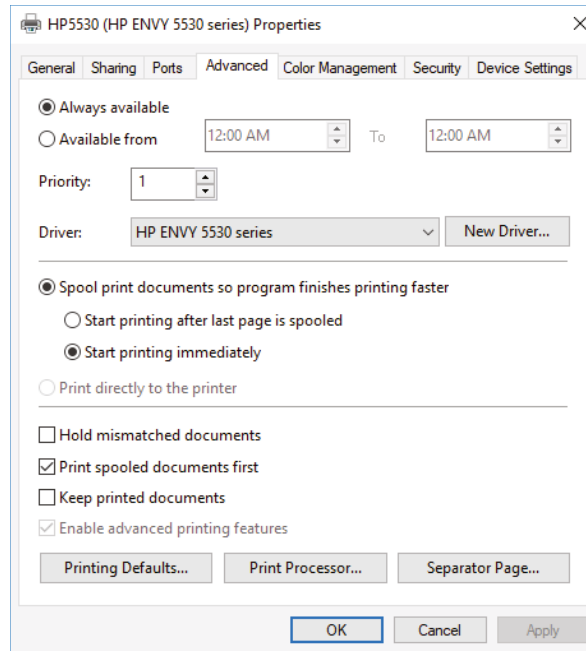 HP5530 (HP ENVY 5530 series) Properties
General Sharing Ports Advanced Color Management Security Device Settings
Always available
Available from 12:00 AM To 12:00 AM
Priority: 1
Driver: HP ENVY 5530 series New Driver...
Spool print documents so program finishes printing faster
Start printing after last page is spooled
Start printing immediately
Print directly to the printer
Hold mismatched documents
Print spooled documents first
Keep printed documents
Enable advanced printing features
Printing Defaults... Print Processor... Separator Page...
OK Cancel Apply